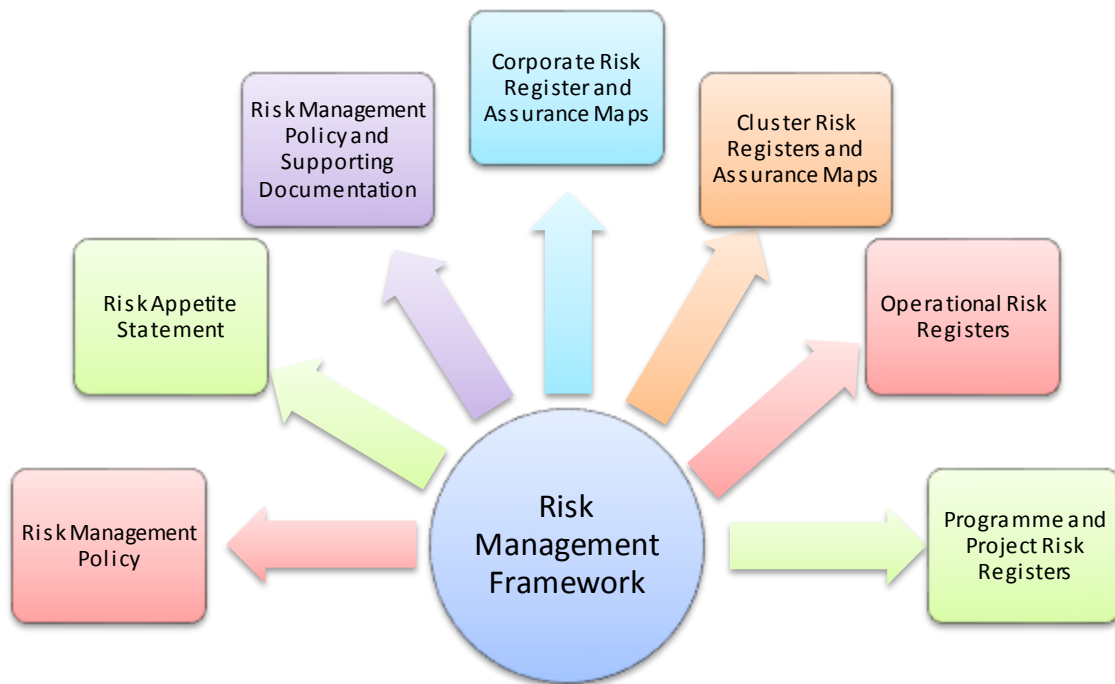 Corporate Risk
Register and
Assurance Maps
Risk Management
Policy and
Supporting
Documentation
Cluster Risk
Registers and
Assurance Maps
Risk Appetite
Statement
Operational Risk
Registers
Risk Management
Policy
Risk
Management
Framework
Programme and
Project Risk
Registers